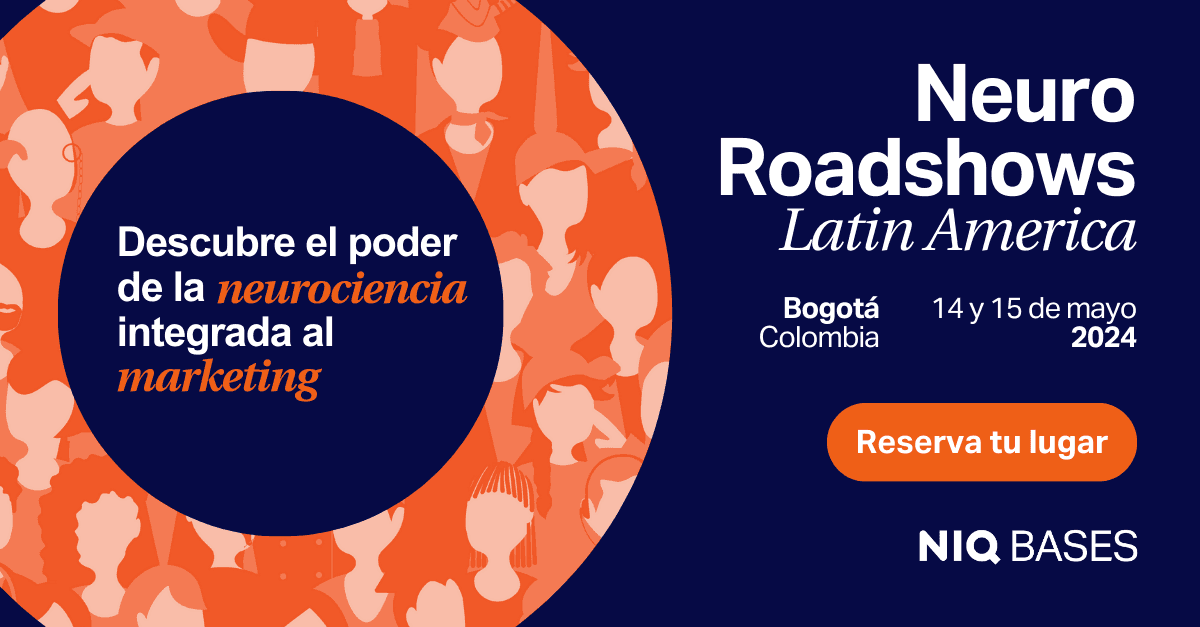 Descubre el poder
de la neurociencia
integrada al
marketing
Neuro
Roadshows
Latin America
Bogotá
Colombia
14 y 15 de mayo
2024
Reserva tu lugar
NIQ BASES